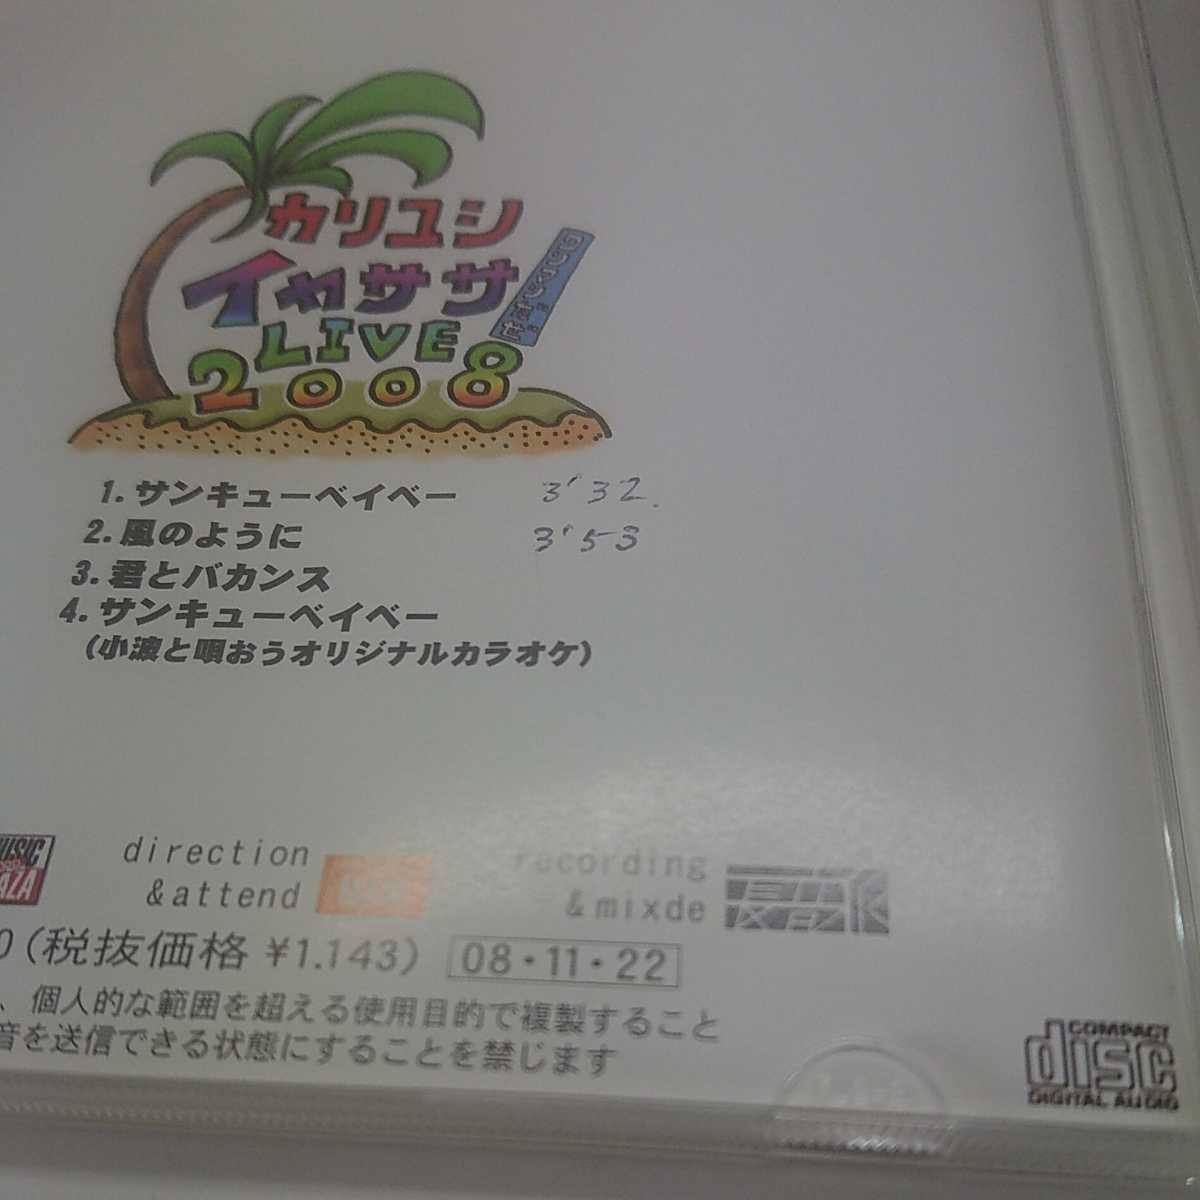 カリユシ
イヤササ
LIVE
2008
1. サンキューベイベー 3'32.
2. 風のように 3'53
3. 君とバカンス
4. サンキューベイベー
(小波と唄おうオリジナルカラオケ)
MUSIC
AZA
direction
& attend
recording
& mixde
0 (税抜価格 ¥1.143) 08・11・22
、個人的な範囲を超える使用目的で複製すること
音を送信できる状態にすることを禁じます
COMPACT
disc
DIGITAL AUDIO